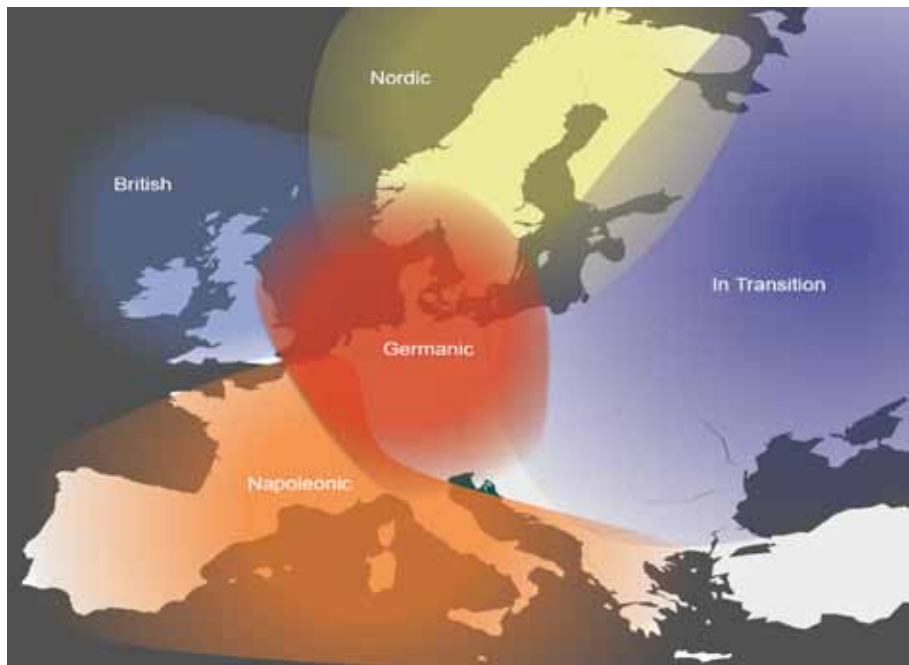 Nordic
British
In Transition
Germanic
Napoleonic